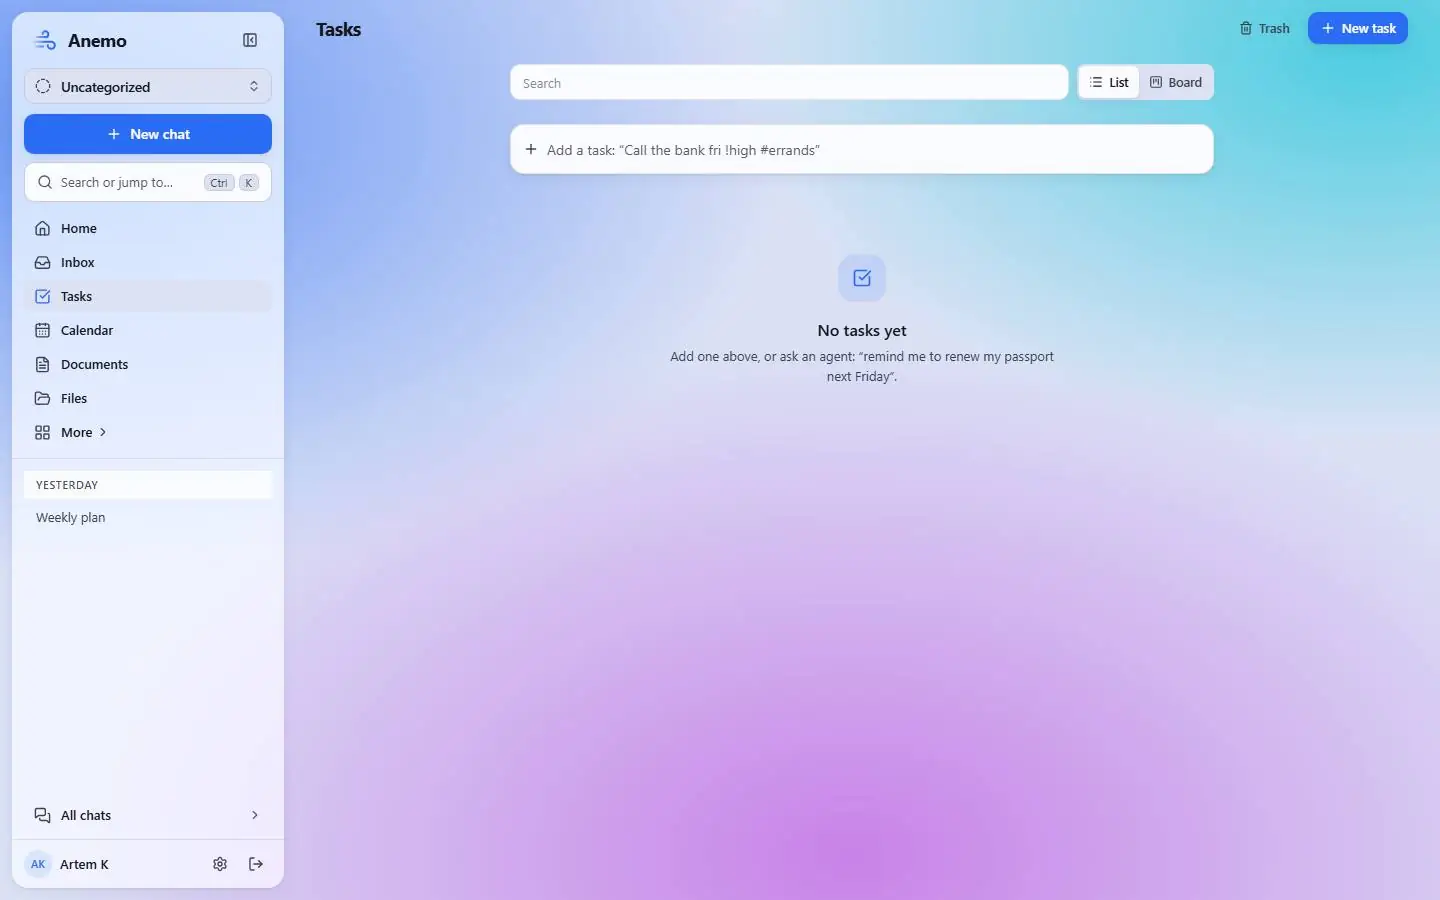 Anemo
Uncategorized
New chat
Search or jump to... Ctrl K
Home
Inbox
Tasks
Calendar
Documents
Files
More
YESTERDAY
Weekly plan
All chats
AK Artem K
Tasks
Trash
New task
Search
List
Board
Add a task: “Call the bank fri !high #errands”
No tasks yet
Add one above, or ask an agent: “remind me to renew my passport
next Friday”.